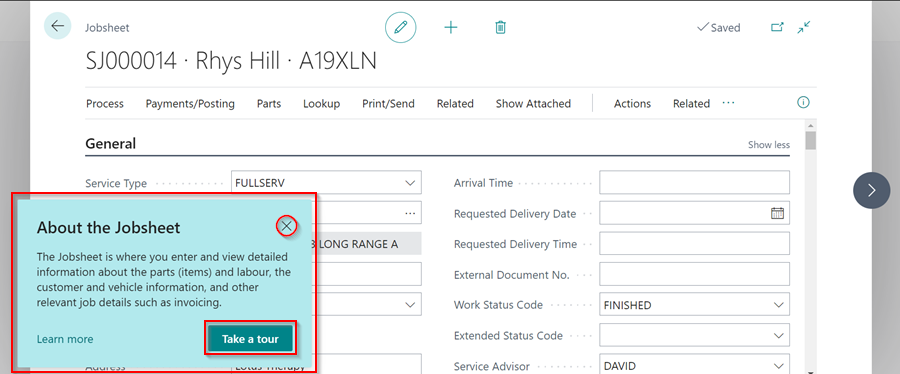 Jobsheet
Saved
SJ000014 · Rhys Hill · A19XLN
Process Payments/Posting Parts Lookup Print/Send Related Show Attached Actions Related ···
General
Show less
Service Type FULLSERV
Arrival Time
Requested Delivery Date
B LONG RANGE A
Requested Delivery Time
External Document No.
Work Status Code FINISHED
Extended Status Code
Service Advisor DAVID
About the Jobsheet
The Jobsheet is where you enter and view detailed
information about the parts (items) and labour, the
customer and vehicle information, and other
relevant job details such as invoicing.
Learn more
Take a tour
Address Lotus Therapy